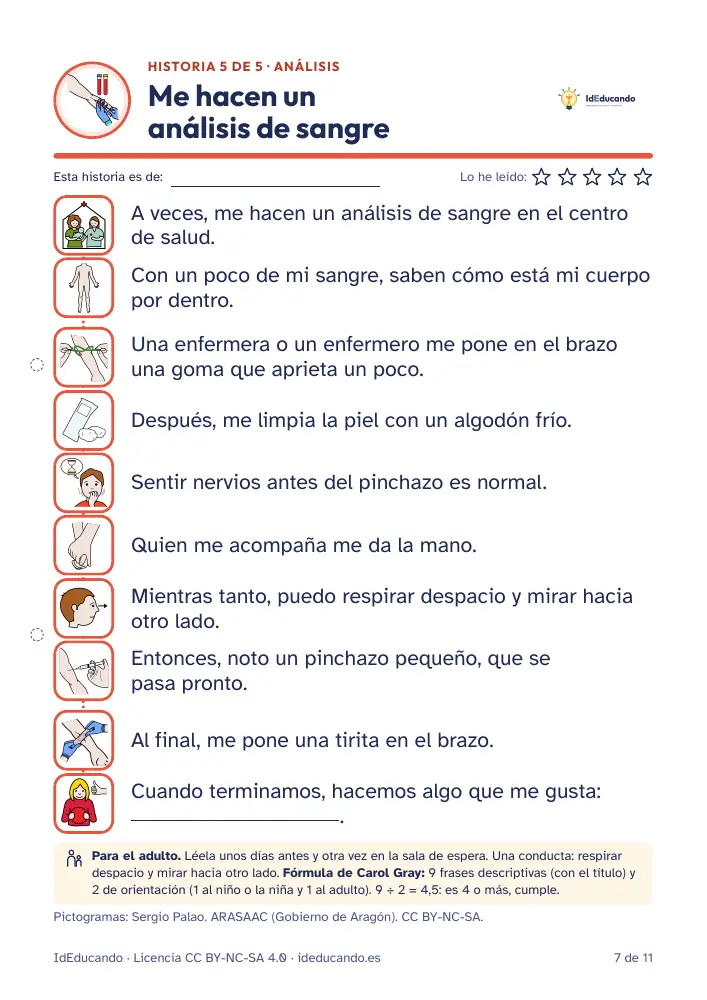 HISTORIA 5 DE 5 · ANÁLISIS
Me hacen un
análisis de sangre
IdEducando
Esta historia es de:
Lo he leído:
A veces, me hacen un análisis de sangre en el centro
de salud.
Con un poco de mi sangre, saben cómo está mi cuerpo
por dentro.
Una enfermera o un enfermero me pone en el brazo
una goma que aprieta un poco.
Después, me limpia la piel con un algodón frío.
Sentir nervios antes del pinchazo es normal.
Quien me acompaña me da la mano.
Mientras tanto, puedo respirar despacio y mirar hacia
otro lado.
Entonces, noto un pinchazo pequeño, que se
pasa pronto.
Al final, me pone una tirita en el brazo.
Cuando terminamos, hacemos algo que me gusta:
.
Para el adulto. Léela unos días antes y otra vez en la sala de espera. Una conducta: respirar
despacio y mirar hacia otro lado. Fórmula de Carol Gray: 9 frases descriptivas (con el título) y
2 de orientación (1 al niño o la niña y 1 al adulto). 9 ÷ 2 = 4,5: es 4 o más, cumple.
Pictogramas: Sergio Palao. ARASAAC (Gobierno de Aragón). CC BY-NC-SA.
IdEducando · Licencia CC BY-NC-SA 4.0 · ideducando.es
7 de 11